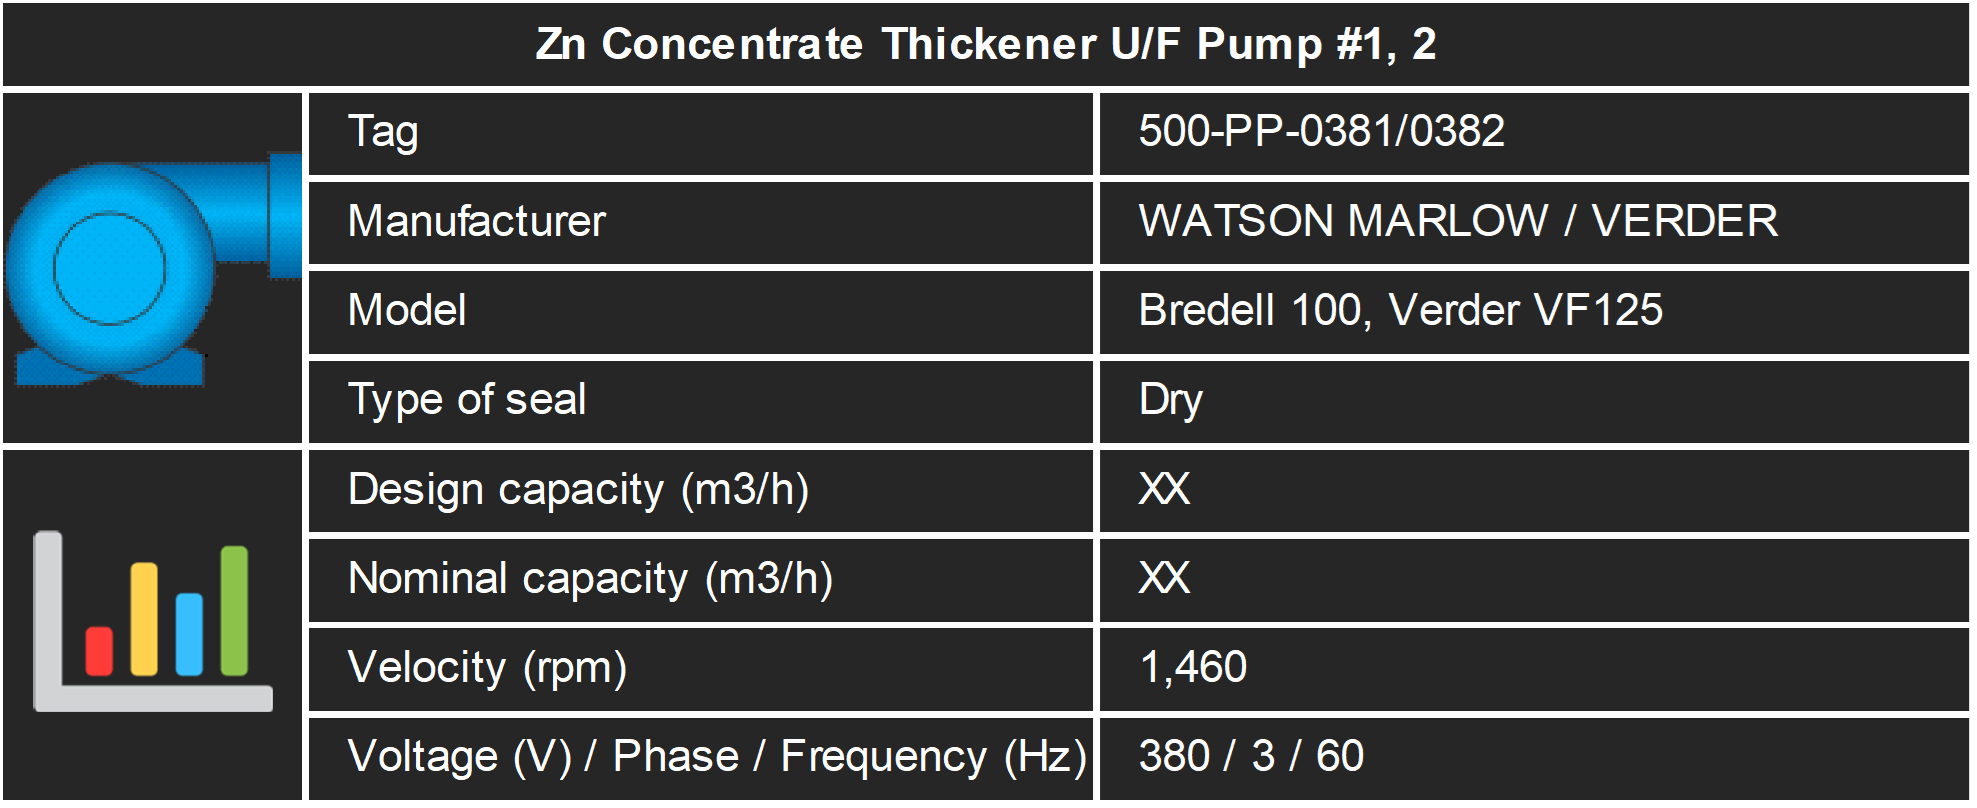 Zn Concentrate Thickener U/F Pump #1, 2
Tag 500-PP-0381/0382
Manufacturer WATSON MARLOW / VERDER
Model Bredell 100, Verder VF125
Type of seal Dry
Design capacity (m3/h) XX
Nominal capacity (m3/h) XX
Velocity (rpm) 1,460
Voltage (V) / Phase / Frequency (Hz) 380 / 3 / 60